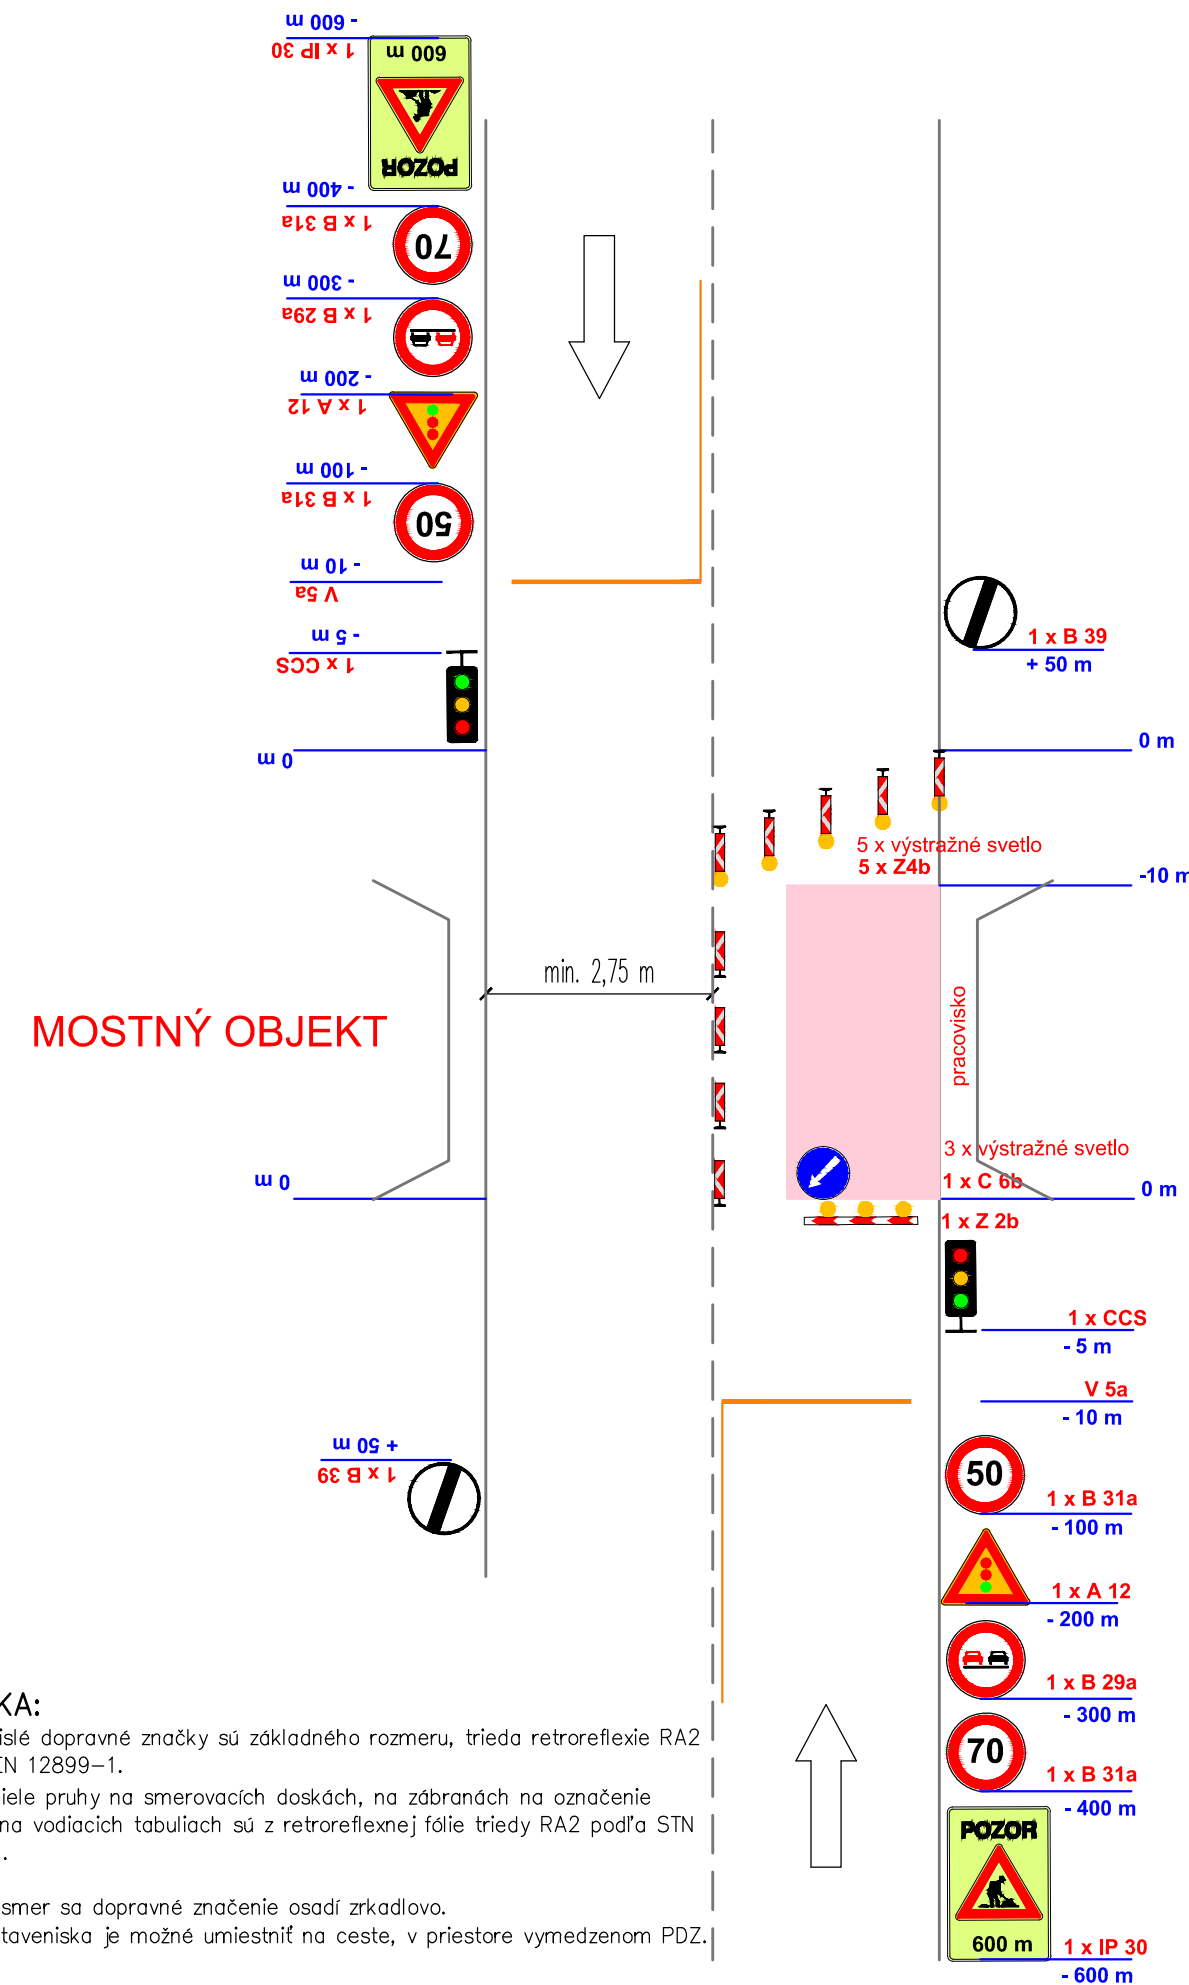 - 600 m
1 x IP 30
600 m
POZOR
- 400 m
1 x B 31a
70
- 300 m
1 x B 29a
- 200 m
1 x A 12
- 100 m
1 x B 31a
50
- 10 m
V 5a
- 5 m
1 x CCS
0 m
1 x B 39
+ 50 m
0 m
5 x výstražné svetlo
5 x Z4b
-10 m
min. 2,75 m
MOSTNÝ OBJEKT
pracovisko
3 x výstražné svetlo
1 x C 6b
0 m
0 m
1 x Z 2b
1 x CCS
- 5 m
V 5a
- 10 m
+ 50 m
1 x B 39
50
1 x B 31a
- 100 m
1 x A 12
- 200 m
1 x B 29a
- 300 m
70
1 x B 31a
- 400 m
POZOR
600 m
1 x IP 30
- 600 m
KA:
islé dopravné značky sú základného rozmeru, trieda retroreflexie RA2
EN 12899-1.
iele pruhy na smerovacích doskách, na zábranách na označenie
na vodiacich tabuliach sú z retroreflexnej fólie triedy RA2 podľa STN
.
smer sa dopravné značenie osadí zrkadlovo.
taveniska je možné umiestniť na ceste, v priestore vymedzenom PDZ.